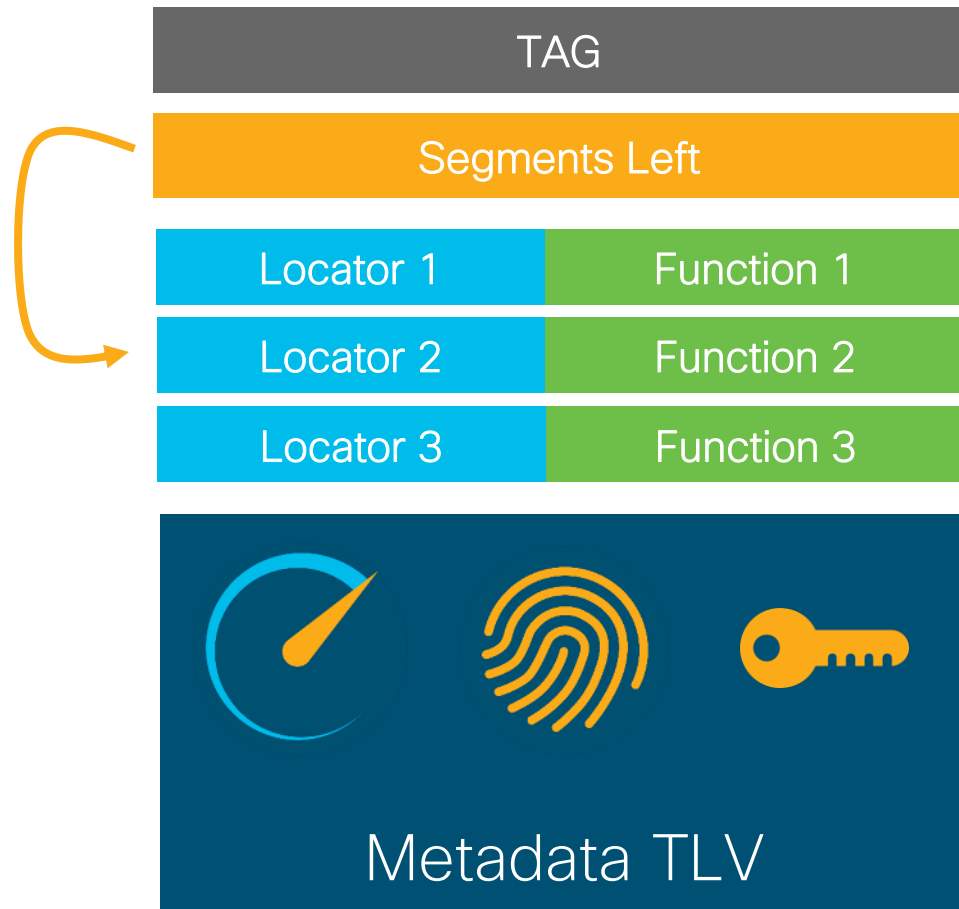 TAG
Segments Left
Locator 1 Function 1
Locator 2 Function 2
Locator 3 Function 3
Metadata TLV